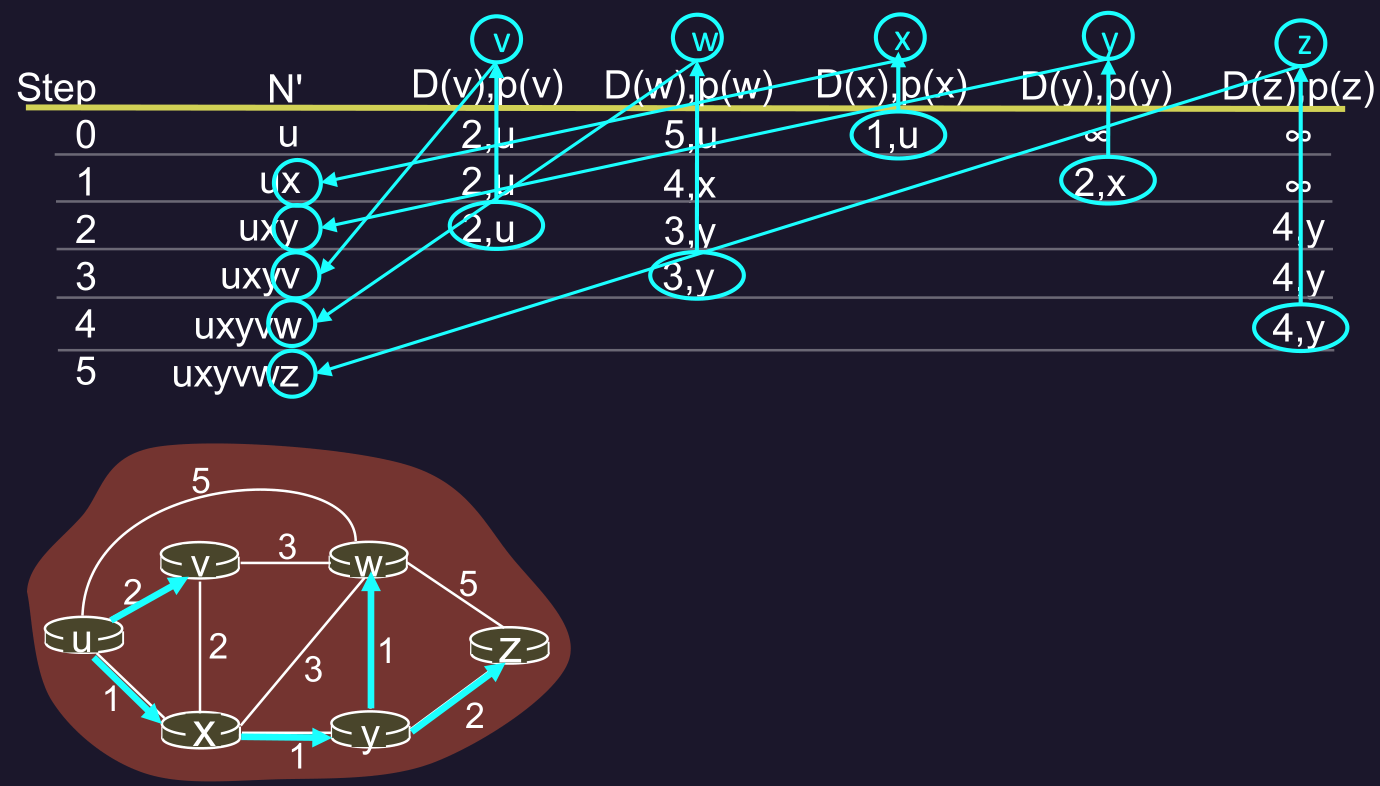 v w x y z
Step N' D(v),p(v) D(w),p(w) D(x),p(x) D(y),p(y) D(z),p(z)
0 u 2,u 5,u 1,u ∞ ∞
1 ux 2,u 4,x 2,x ∞
2 uxy 2,u 3,y 4,y
3 uxyv 3,y 4,y
4 uxyvw 4,y
5 uxyvwz
5
v 3 w
2 5
u 2 3 1 z
1 2
x 1 y